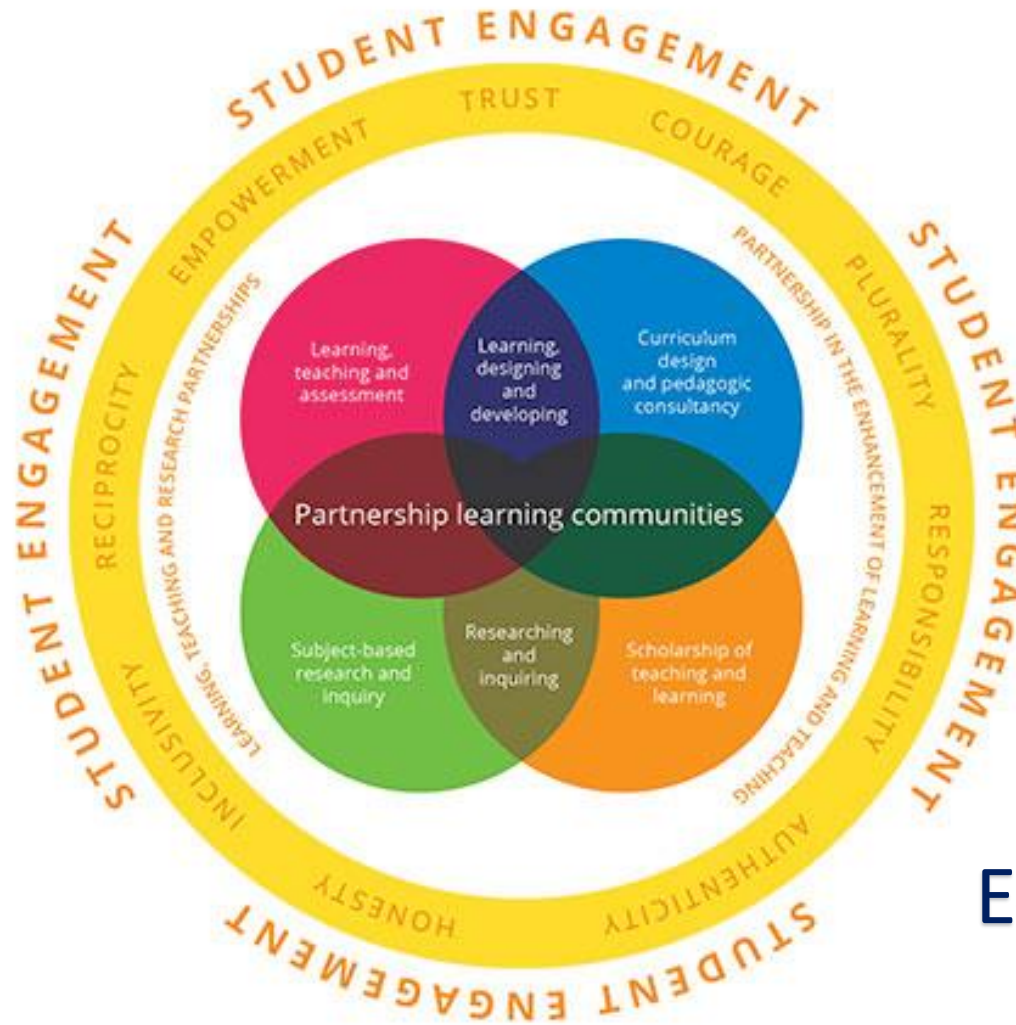 STUDENT ENGAGEMENT
STUDENT ENGAGEMENT
STUDENT ENGAGEMENT
STUDENT ENGAGEMENT
TRUST
COURAGE
PLURALITY
RESPONSIBILITY
AUTHENTICITY
HONESTY
INCLUSIVITY
RECIPROCITY
EMPOWERMENT
LEARNING, TEACHING AND RESEARCH PARTNERSHIPS
PARTNERSHIP IN THE ENHANCEMENT OF LEARNING AND TEACHING
Learning,
teaching and
assessment
Learning,
designing
and
developing
Curriculum
design
and pedagogic
consultancy
Partnership learning communities
Subject-based
research and
inquiry
Researching
and
inquiring
Scholarship of
teaching and
learning
E